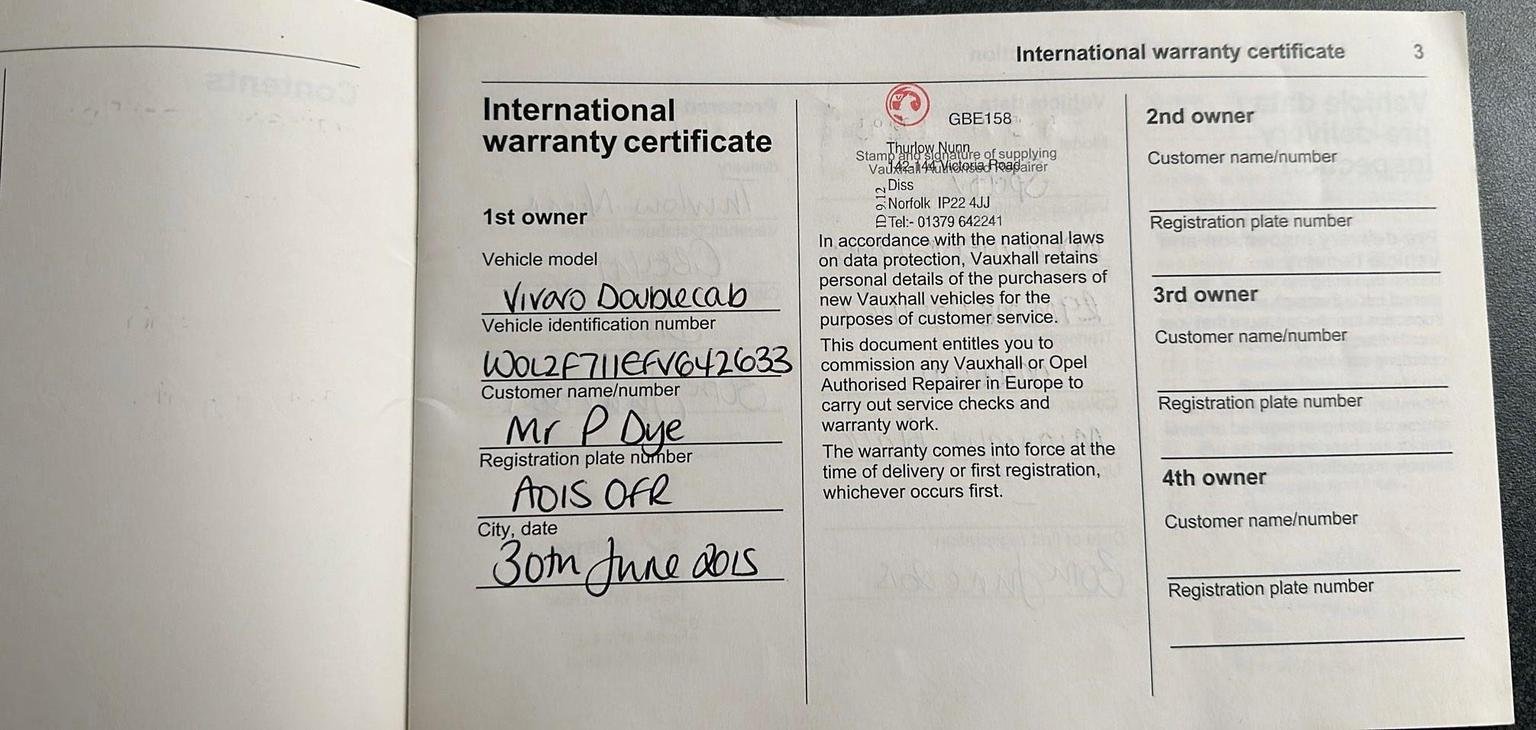 International warranty certificate 3
International
warranty certificate
1st owner
Vehicle model
Vivaro Doublecab
Vehicle identification number
W0L2F711EFV642633
Customer name/number
Mr P Dye
Registration plate number
AO15 OFR
City, date
30th June 2015
GBE158
Thurlow Nunn
Stamp and signature of supplying
142-144 Victoria Road
Vauxhall Authorised Repairer
Diss
Norfolk IP22 4JJ
Tel:- 01379 642241
In accordance with the national laws
on data protection, Vauxhall retains
personal details of the purchasers of
new Vauxhall vehicles for the
purposes of customer service.
This document entitles you to
commission any Vauxhall or Opel
Authorised Repairer in Europe to
carry out service checks and
warranty work.
The warranty comes into force at the
time of delivery or first registration,
whichever occurs first.
2nd owner
Customer name/number
Registration plate number
3rd owner
Customer name/number
Registration plate number
4th owner
Customer name/number
Registration plate number